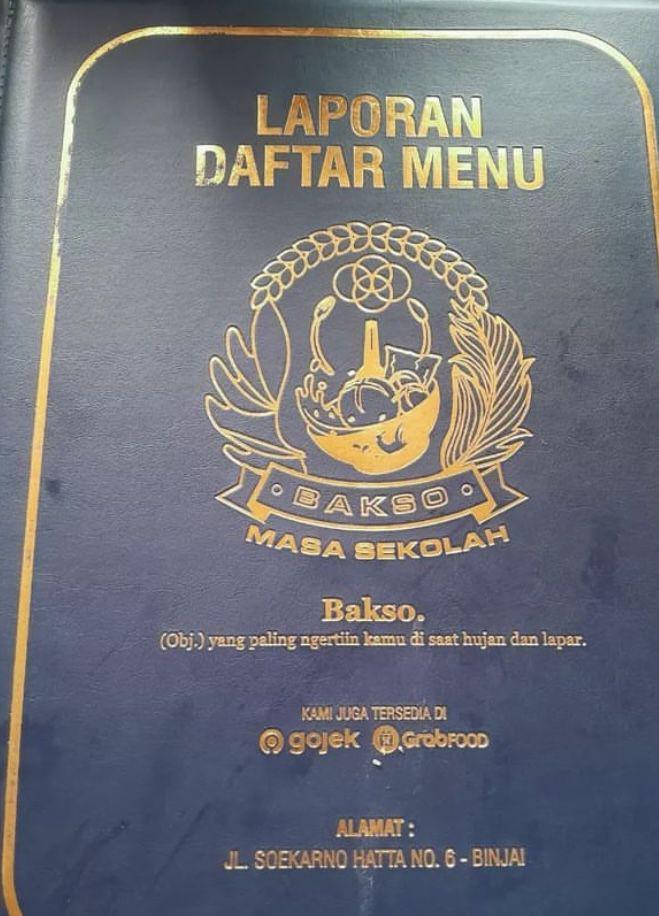 LAPORAN
DAFTAR MENU
BAKSO
MASA SEKOLAH
Bakso.
(Obj.) yang paling ngertiin kamu di saat hujan dan lapar.
KAMI JUGA TERSEDIA DI
gojek GrabFOOD
ALAMAT :
JL. SOEKARNO HATTA NO. 6 - BINJAI